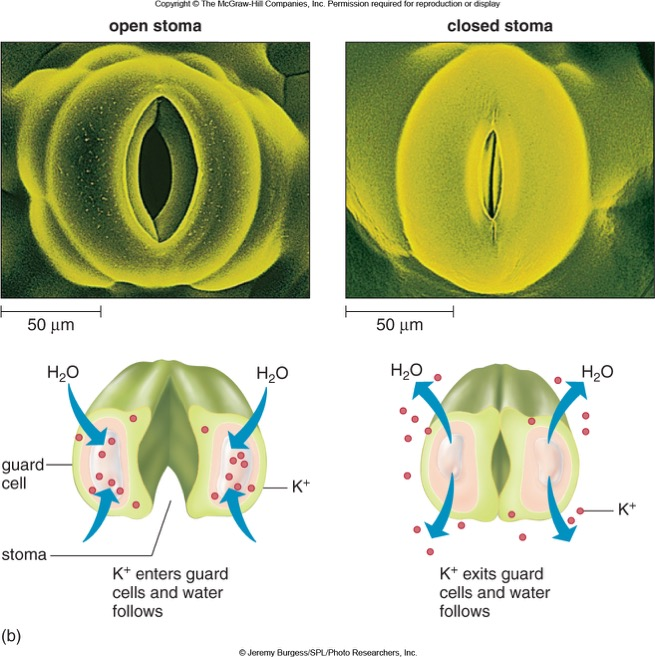 Copyright © The McGraw-Hill Companies, Inc. Permission required for reproduction or display
open stoma
closed stoma
50 µm
50 µm
H₂O
H₂O
H₂O
H₂O
guard
cell
K⁺
K⁺
stoma
K⁺ enters guard
cells and water
follows
K⁺ exits guard
cells and water
follows
(b)
© Jeremy Burgess/SPL/Photo Researchers, Inc.